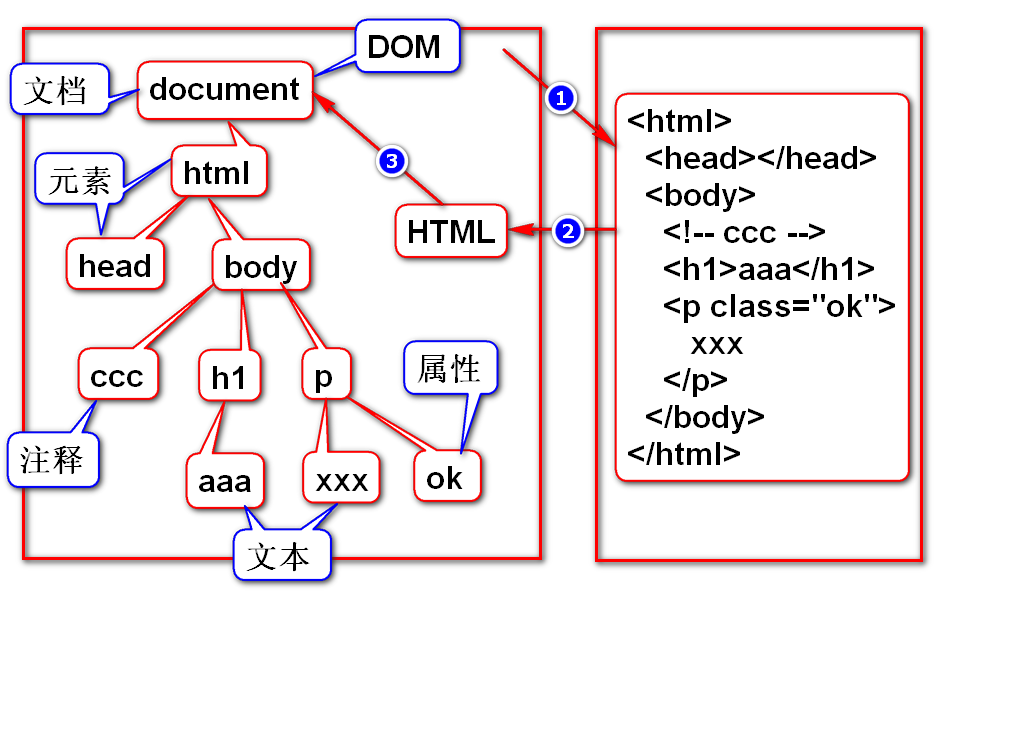 DOM
文档
document
元素
html
head
body
ccc
h1
p
属性
注释
aaa
xxx
ok
文本
HTML
1
2
3
<html>
<head></head>
<body>
<!-- ccc -->
<h1>aaa</h1>
<p class="ok">
xxx
</p>
</body>
</html>